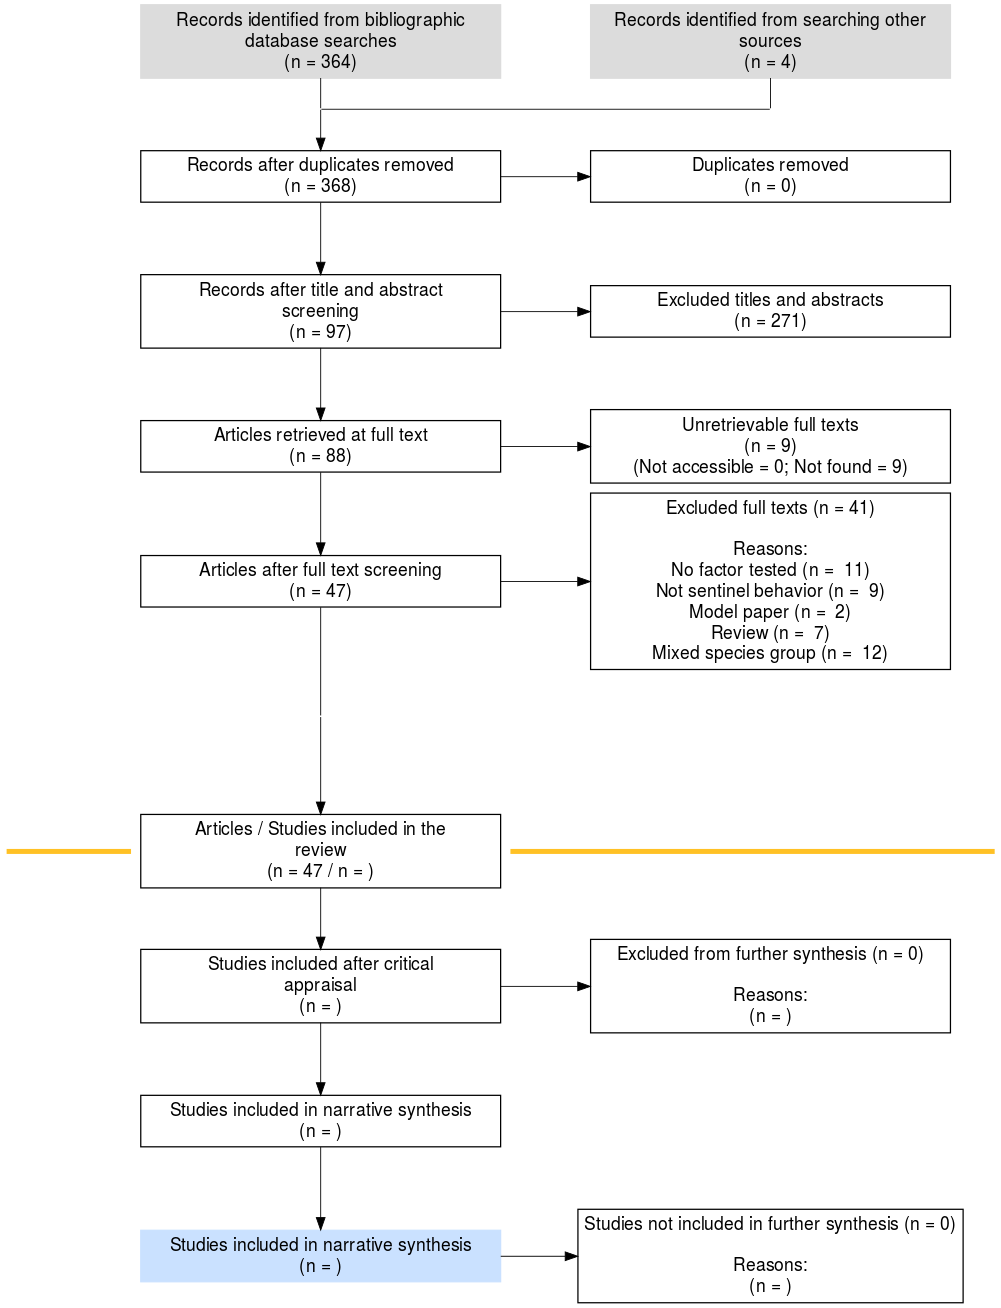 Records identified from bibliographic
database searches
(n = 364)
Records identified from searching other
sources
(n = 4)
Records after duplicates removed
(n = 368)
Duplicates removed
(n = 0)
Records after title and abstract
screening
(n = 97)
Excluded titles and abstracts
(n = 271)
Articles retrieved at full text
(n = 88)
Unretrievable full texts
(n = 9)
(Not accessible = 0; Not found = 9)
Articles after full text screening
(n = 47)
Excluded full texts (n = 41)
Reasons:
No factor tested (n =  11)
Not sentinel behavior (n =  9)
Model paper (n =  2)
Review (n =  7)
Mixed species group (n =  12)
Articles / Studies included in the
review
(n = 47 / n = )
Studies included after critical
appraisal
(n = )
Excluded from further synthesis (n = 0)
Reasons:
(n = )
Studies included in narrative synthesis
(n = )
Studies included in narrative synthesis
(n = )
Studies not included in further synthesis (n = 0)
Reasons:
(n = )